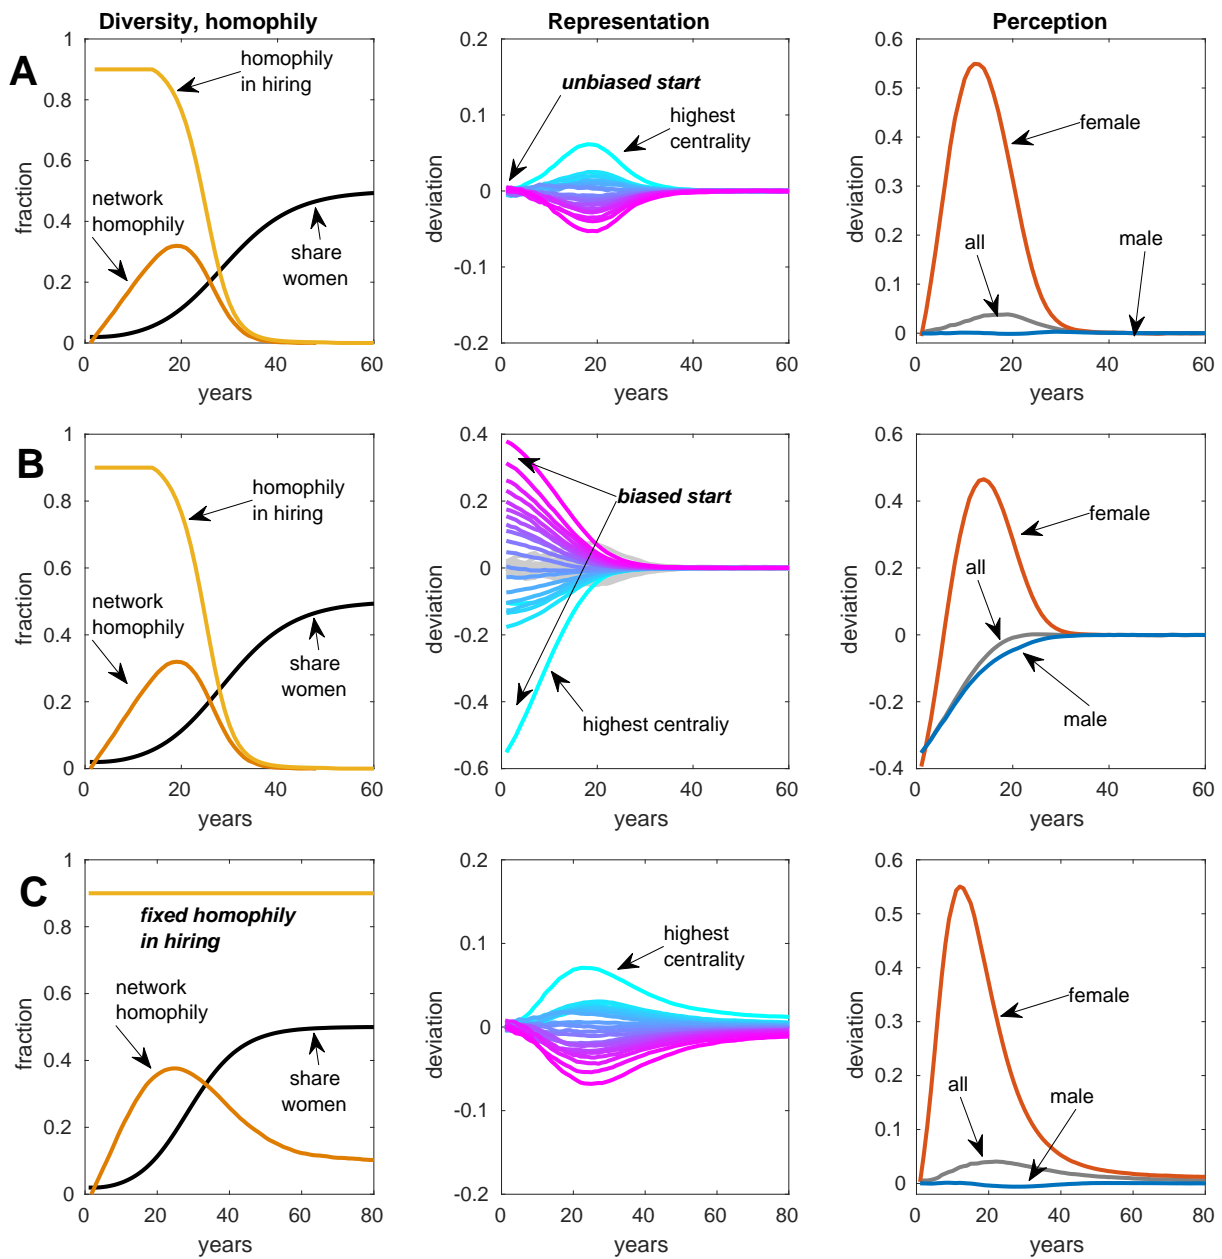 Diversity, homophily
Representation
Perception
A
1
0.8
0.6
0.4
0.2
0
fraction
homophily
in hiring
network
homophily
share
women
0
20
40
60
years
0.2
0.1
0
-0.1
-0.2
deviation
unbiased start
highest
centrality
0
20
40
60
years
0.6
0.5
0.4
0.3
0.2
0.1
0
deviation
female
all
male
0
20
40
60
years
B
1
0.8
0.6
0.4
0.2
0
fraction
homophily
in hiring
network
homophily
share
women
0
20
40
60
years
0.4
0.2
0
-0.2
-0.4
-0.6
deviation
biased start
highest centraliy
0
20
40
60
years
0.6
0.4
0.2
0
-0.2
-0.4
deviation
female
all
male
0
20
40
60
years
C
1
0.8
0.6
0.4
0.2
0
fraction
fixed homophily
in hiring
network
homophily
share
women
0
20
40
60
80
years
0.2
0.1
0
-0.1
-0.2
deviation
highest
centrality
0
20
40
60
80
years
0.6
0.5
0.4
0.3
0.2
0.1
0
deviation
female
all
male
0
20
40
60
80
years